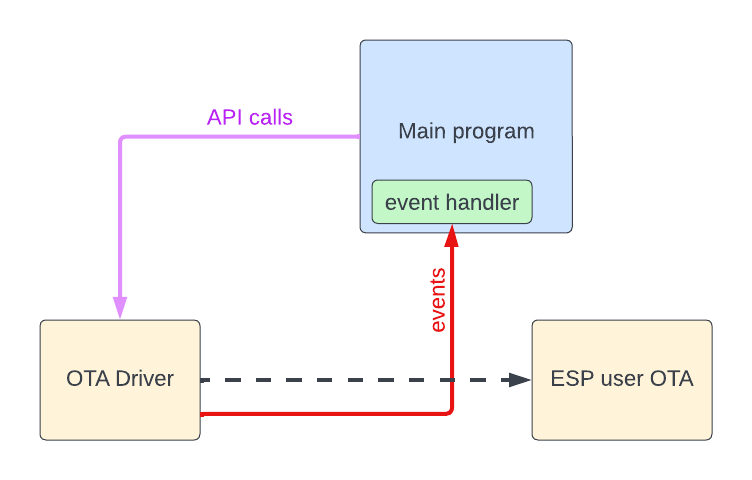 API calls
Main program
event handler
events
OTA Driver
ESP user OTA